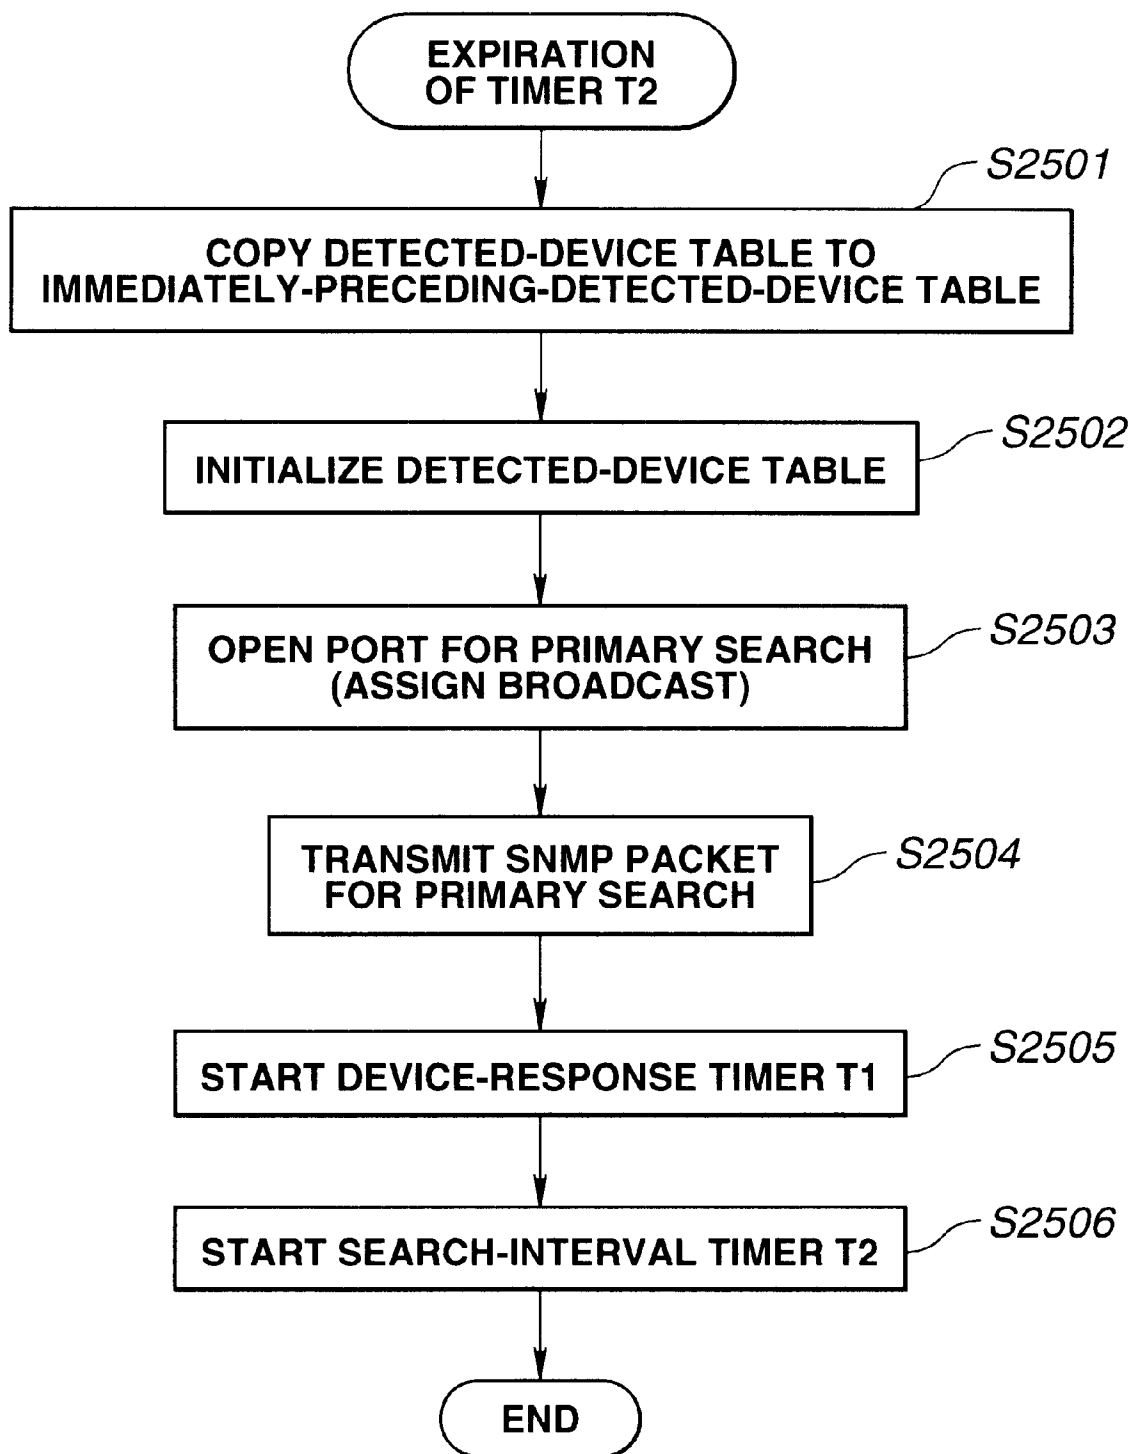 EXPIRATION
OF TIMER T2
S2501
COPY DETECTED-DEVICE TABLE TO
IMMEDIATELY-PRECEDING-DETECTED-DEVICE TABLE
S2502
INITIALIZE DETECTED-DEVICE TABLE
S2503
OPEN PORT FOR PRIMARY SEARCH
(ASSIGN BROADCAST)
S2504
TRANSMIT SNMP PACKET
FOR PRIMARY SEARCH
S2505
START DEVICE-RESPONSE TIMER T1
S2506
START SEARCH-INTERVAL TIMER T2
END